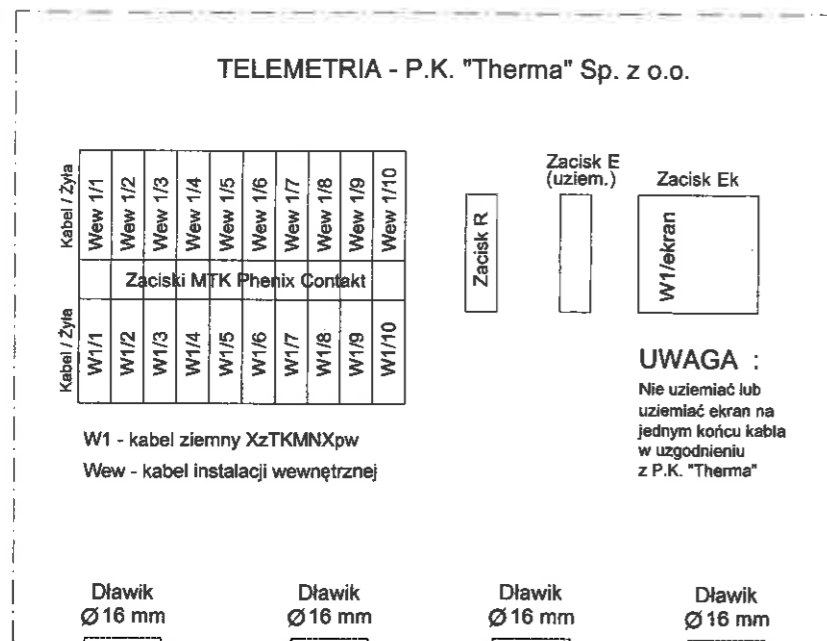 TELEMETRIA - P.K. "Therma" Sp. z o.o.
Kabel / Żyła
Wew 1/1
Wew 1/2
Wew 1/3
Wew 1/4
Wew 1/5
Wew 1/6
Wew 1/7
Wew 1/8
Wew 1/9
Wew 1/10
Zaciski MTK Phenix Contakt
Kabel / Żyła
W1/1
W1/2
W1/3
W1/4
W1/5
W1/6
W1/7
W1/8
W1/9
W1/10
Zacisk R
Zacisk E
(uziem.)
Zacisk Ek
W1/ekran
UWAGA :
Nie uziemiać lub
uziemiać ekran na
jednym końcu kabla
w uzgodnieniu
z P.K. "Therma"
W1 - kabel ziemny XzTKMNXpw
Wew - kabel instalacji wewnętrznej
Dławik
Ø 16 mm
Dławik
Ø 16 mm
Dławik
Ø 16 mm
Dławik
Ø 16 mm